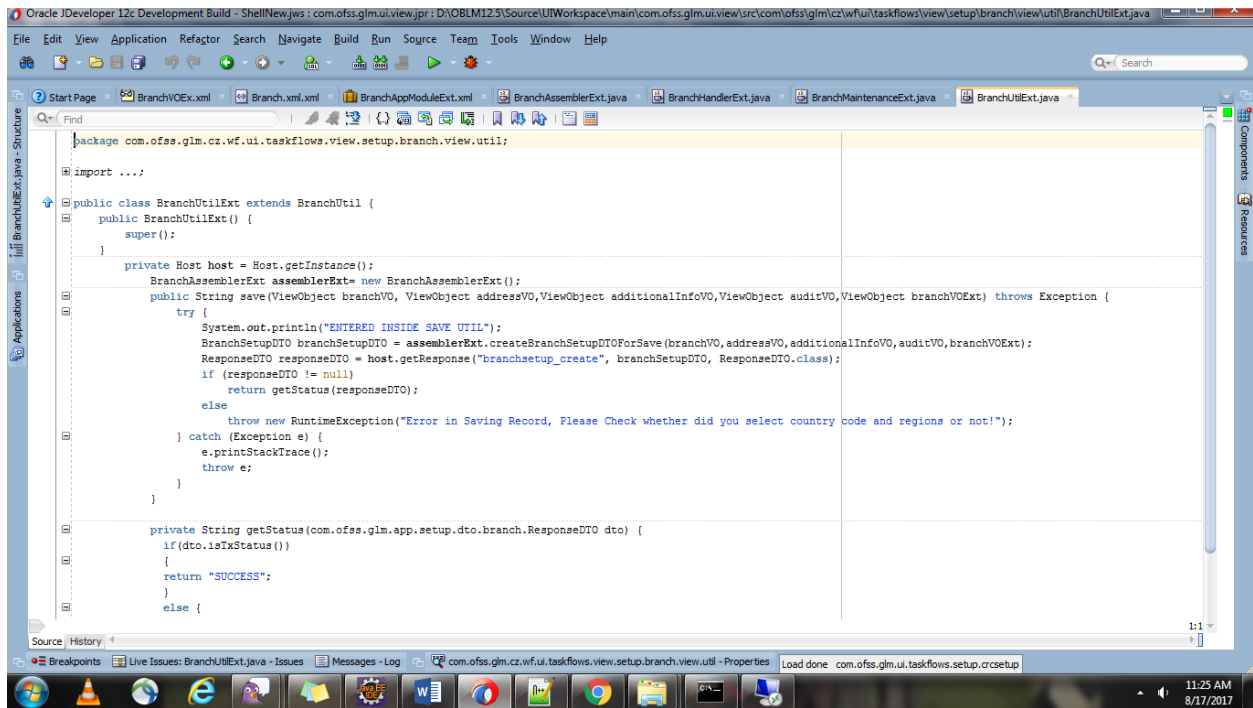 Oracle JDeveloper 12c Development Build - ShellNew.jws : com.ofss.glm.ui.view.jpr : D:\OBLM12.5\Source\UIWorkspace\main\com.ofss.glm.ui.view\src\com\ofss\glm\cz\wf\ui\taskflows\view\setup\branch\view\util\BranchUtilExt.java
File Edit View Application Refactor Search Navigate Build Run Source Team Tools Window Help
Search
Start Page BranchVOEx.xml Branch.xml.xml BranchAppModuleExt.xml BranchAssemblerExt.java BranchHandlerExt.java BranchMaintenanceExt.java BranchUtilExt.java
Find
package com.ofss.glm.cz.wf.ui.taskflows.view.setup.branch.view.util;
import ...;
public class BranchUtilExt extends BranchUtil {
public BranchUtilExt() {
super();
}
private Host host = Host.getInstance();
BranchAssemblerExt assemblerExt= new BranchAssemblerExt();
public String save(ViewObject branchVO, ViewObject addressVO,ViewObject additionalInfoVO,ViewObject auditVO,ViewObject branchVOExt) throws Exception {
try {
System.out.println("ENTERED INSIDE SAVE UTIL");
BranchSetupDTO branchSetupDTO = assemblerExt.createBranchSetupDTOForSave(branchVO,addressVO,additionalInfoVO,auditVO,branchVOExt);
ResponseDTO responseDTO = host.getResponse("branchsetup_create", branchSetupDTO, ResponseDTO.class);
if (responseDTO != null)
return getStatus(responseDTO);
else
throw new RuntimeException("Error in Saving Record, Please Check whether did you select country code and regions or not!");
} catch (Exception e) {
e.printStackTrace();
throw e;
}
}
private String getStatus(com.ofss.glm.app.setup.dto.branch.ResponseDTO dto) {
if(dto.isTxStatus())
{
return "SUCCESS";
}
else {
1:1
Source History
Breakpoints Live Issues: BranchUtilExt.java - Issues Messages - Log com.ofss.glm.cz.wf.ui.taskflows.view.setup.branch.view.util - Properties Load done com.ofss.glm.ui.taskflows.setup.crcsetup
BranchUtilExt.java - Structure
Applications
Components
Resources
11:25 AM
8/17/2017